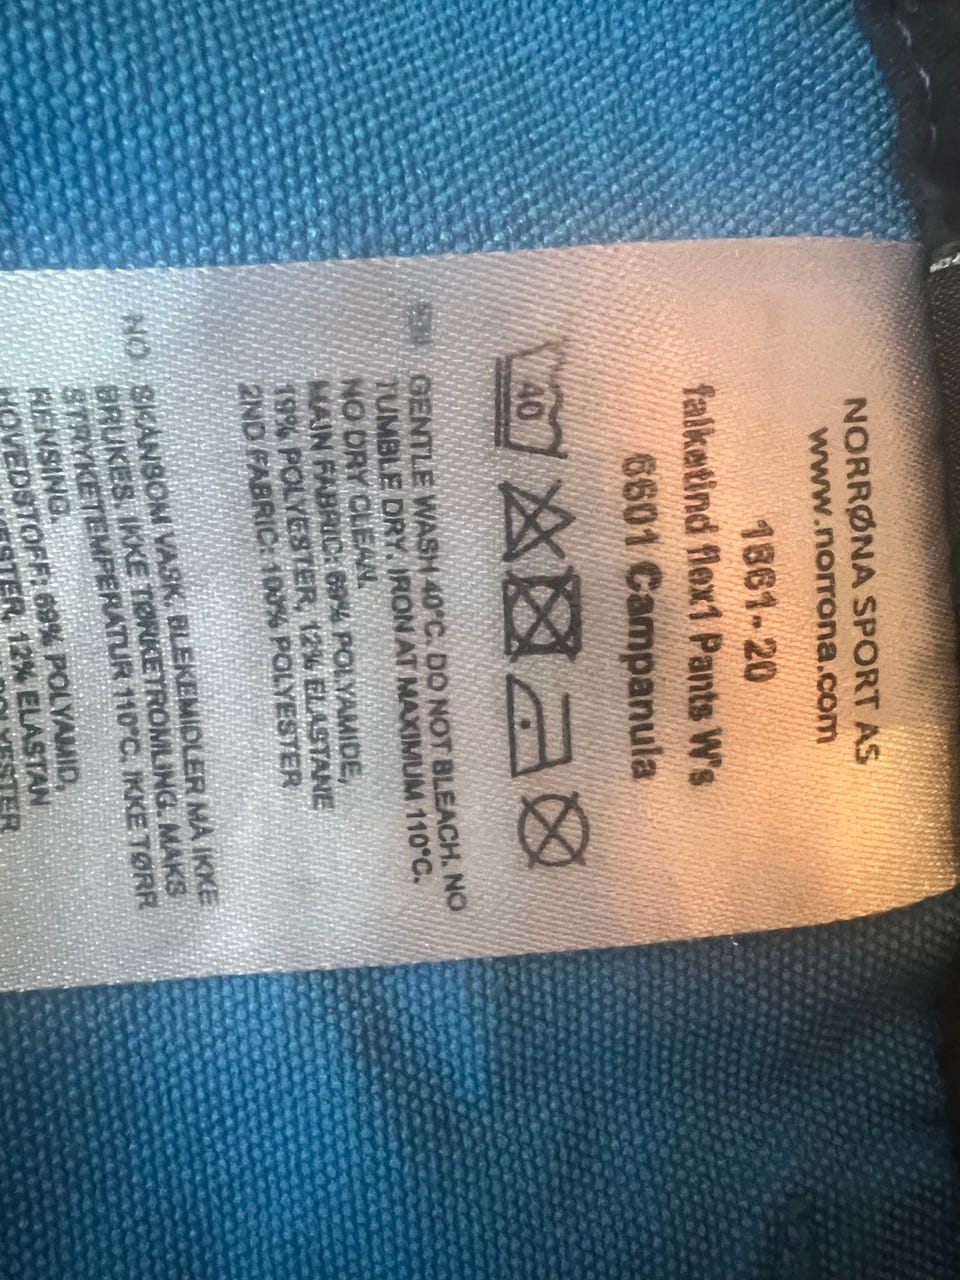 NORRØNA SPORT AS
www.norrona.com
1861-20
falketind flex1 Pants W's
6601 Campanula
40
GENTLE WASH 40°C. DO NOT BLEACH. NO
TUMBLE DRY. IRON AT MAXIMUM 110°C.
NO DRY CLEAN.
MAIN FABRIC: 69% POLYAMIDE,
19% POLYESTER, 12% ELASTANE
2ND FABRIC: 100% POLYESTER
NO SKÅNSOM VASK. BLEKEMIDLER MÅ IKKE
BRUKES. IKKE TØRKETROMLING. MAKS
STRYKETEMPERATUR 110°C. IKKE TØRR
RENSING.
HOVEDSTOFF: 69% POLYAMID,
12% ELASTAN